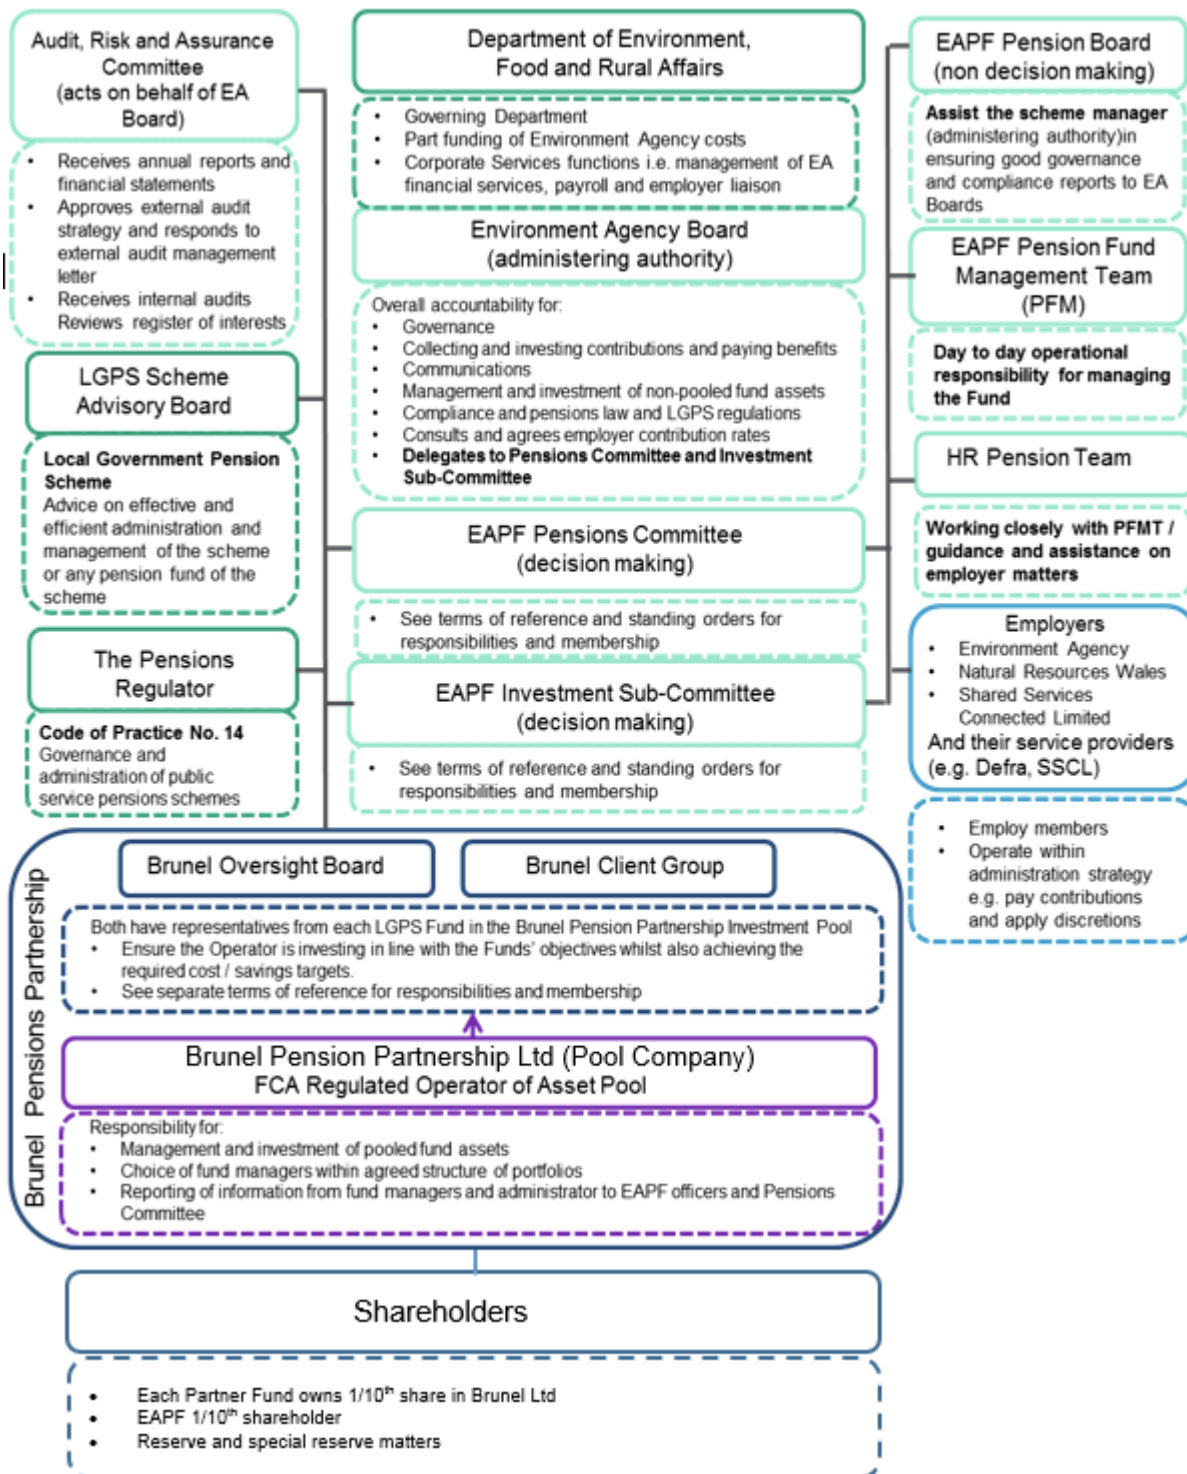 Audit, Risk and Assurance
Committee
(acts on behalf of EA
Board)
• Receives annual reports and
financial statements
• Approves external audit
strategy and responds to
external audit management
letter
• Receives internal audits
Reviews register of interests
LGPS Scheme
Advisory Board
Local Government Pension
Scheme
Advice on effective and
efficient administration and
management of the scheme
or any pension fund of the
scheme
The Pensions
Regulator
Code of Practice No. 14
Governance and
administration of public
service pensions schemes
Department of Environment,
Food and Rural Affairs
• Governing Department
• Part funding of Environment Agency costs
• Corporate Services functions i.e. management of EA
financial services, payroll and employer liaison
Environment Agency Board
(administering authority)
Overall accountability for:
• Governance
• Collecting and investing contributions and paying benefits
• Communications
• Management and investment of non-pooled fund assets
• Compliance and pensions law and LGPS regulations
• Consults and agrees employer contribution rates
• Delegates to Pensions Committee and Investment
Sub-Committee
EAPF Pensions Committee
(decision making)
• See terms of reference and standing orders for
responsibilities and membership
EAPF Investment Sub-Committee
(decision making)
• See terms of reference and standing orders for
responsibilities and membership
EAPF Pension Board
(non decision making)
Assist the scheme manager
(administering authority)in
ensuring good governance
and compliance reports to EA
Boards
EAPF Pension Fund
Management Team
(PFM)
Day to day operational
responsibility for managing
the Fund
HR Pension Team
Working closely with PFMT /
guidance and assistance on
employer matters
Employers
• Environment Agency
• Natural Resources Wales
• Shared Services
Connected Limited
And their service providers
(e.g. Defra, SSCL)
• Employ members
• Operate within
administration strategy
e.g. pay contributions
and apply discretions
Brunel Pensions Partnership
Brunel Oversight Board
Brunel Client Group
Both have representatives from each LGPS Fund in the Brunel Pension Partnership Investment Pool
• Ensure the Operator is investing in line with the Funds' objectives whilst also achieving the
required cost / savings targets.
• See separate terms of reference for responsibilities and membership
Brunel Pension Partnership Ltd (Pool Company)
FCA Regulated Operator of Asset Pool
Responsibility for:
• Management and investment of pooled fund assets
• Choice of fund managers within agreed structure of portfolios
• Reporting of information from fund managers and administrator to EAPF officers and Pensions
Committee
Shareholders
• Each Partner Fund owns 1/10th share in Brunel Ltd
• EAPF 1/10th shareholder
• Reserve and special reserve matters